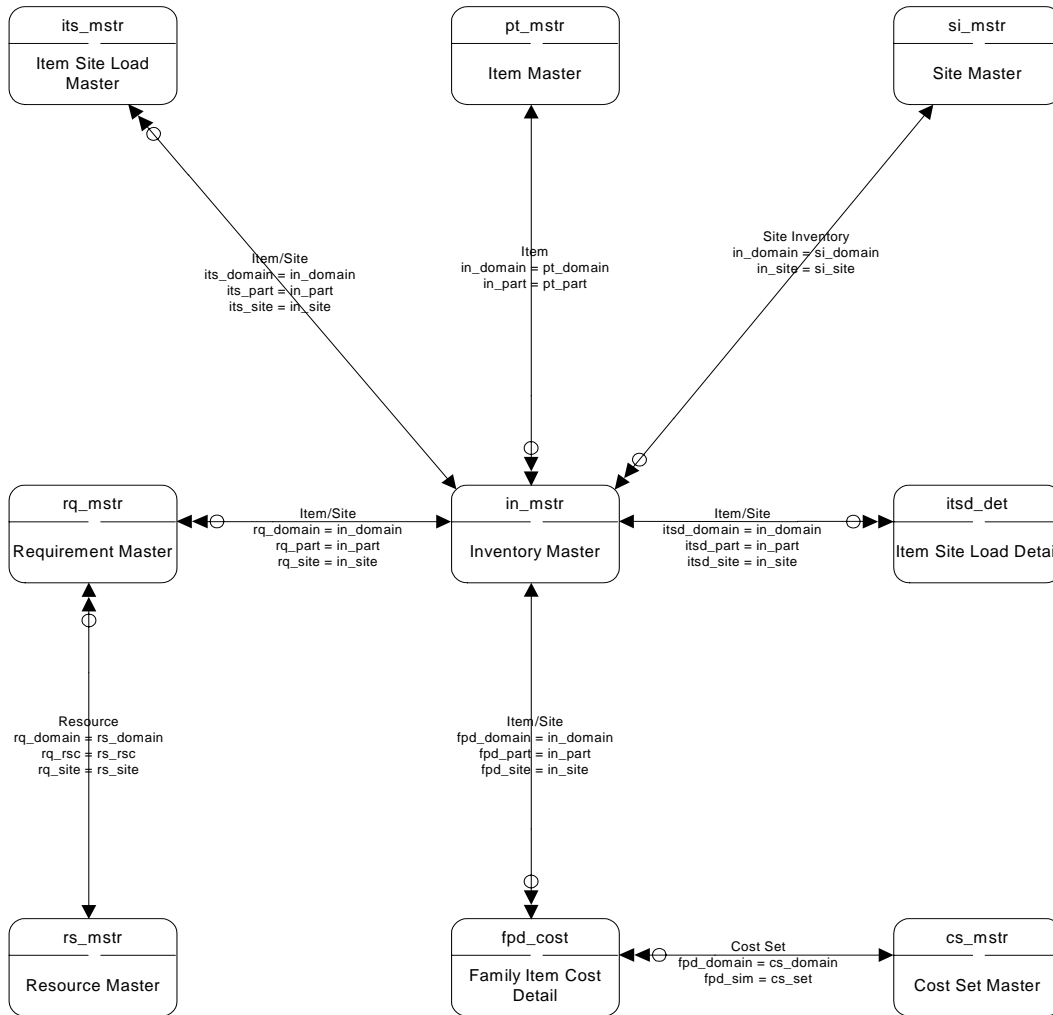 its_mstr
Item Site Load
Master
pt_mstr
Item Master
si_mstr
Site Master
Item/Site
its_domain = in_domain
its_part = in_part
its_site = in_site
Item
in_domain = pt_domain
in_part = pt_part
Site Inventory
in_domain = si_domain
in_site = si_site
rq_mstr
Requirement Master
Item/Site
rq_domain = in_domain
rq_part = in_part
rq_site = in_site
in_mstr
Inventory Master
Item/Site
itsd_domain = in_domain
itsd_part = in_part
itsd_site = in_site
itsd_det
Item Site Load Detail
Resource
rq_domain = rs_domain
rq_rsc = rs_rsc
rq_site = rs_site
Item/Site
fpd_domain = in_domain
fpd_part = in_part
fpd_site = in_site
rs_mstr
Resource Master
fpd_cost
Family Item Cost
Detail
Cost Set
fpd_domain = cs_domain
fpd_sim = cs_set
cs_mstr
Cost Set Master